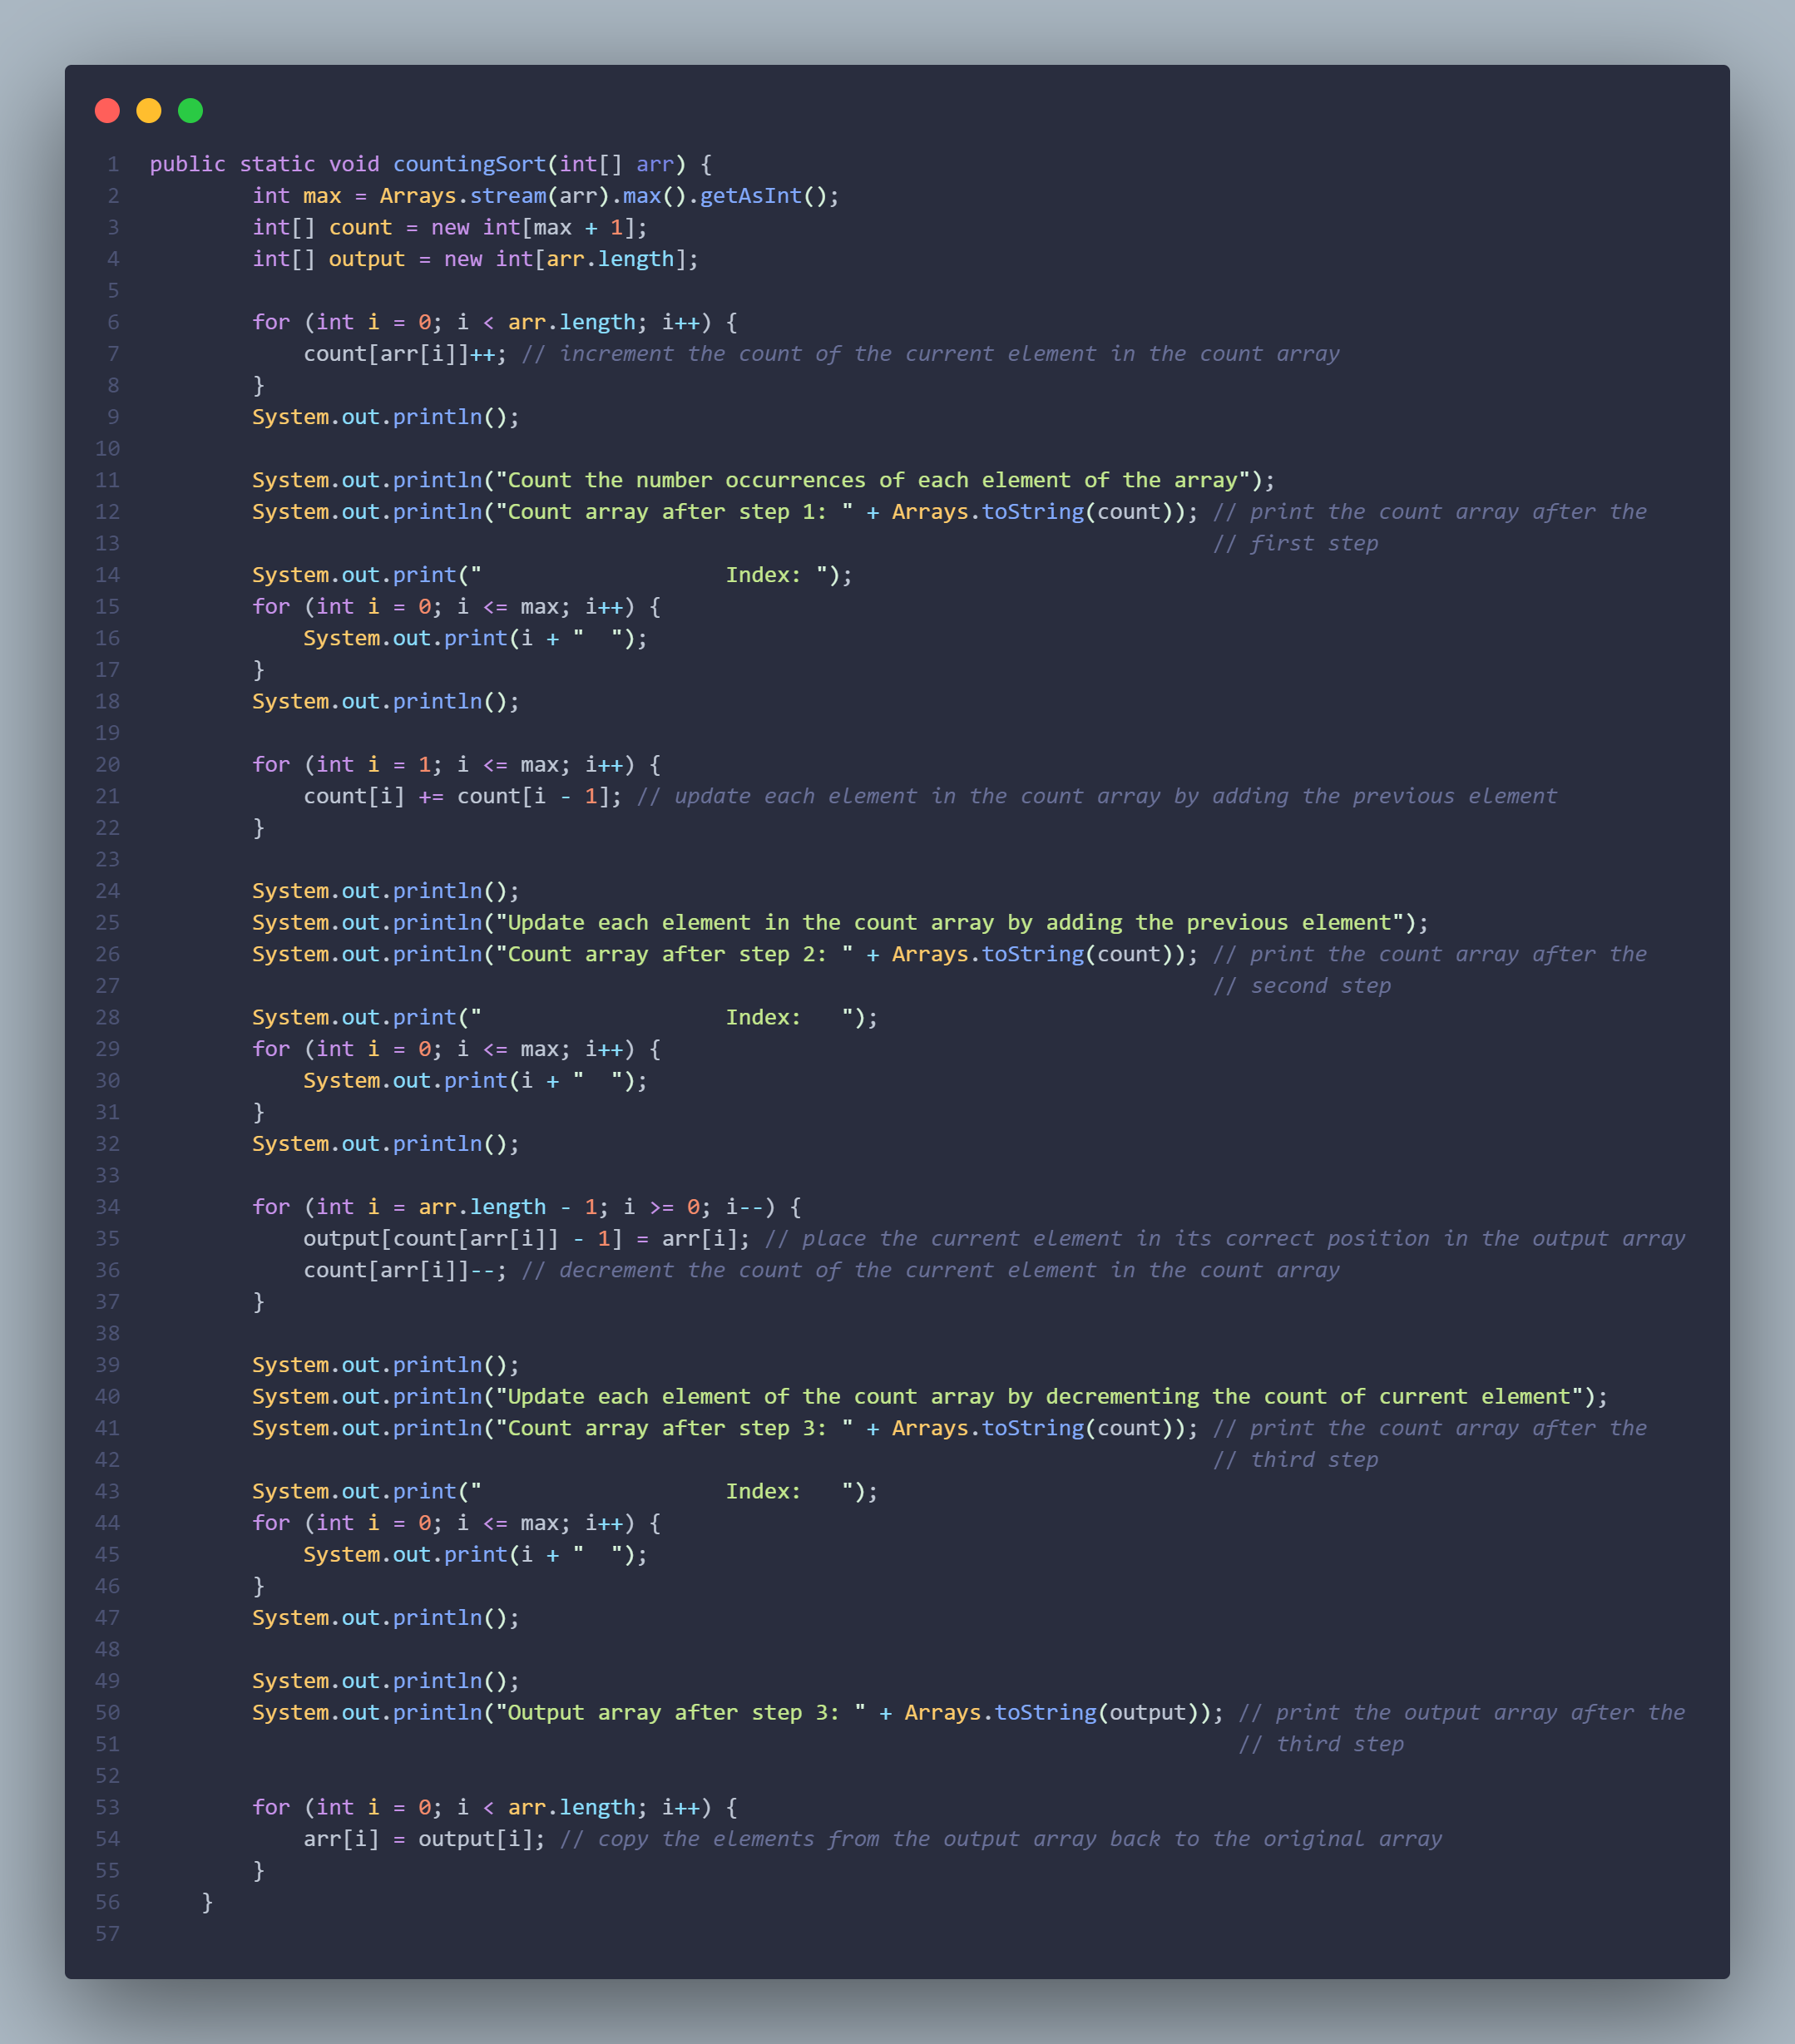 1 public static void countingSort(int[] arr) {
2         int max = Arrays.stream(arr).max().getAsInt();
3         int[] count = new int[max + 1];
4         int[] output = new int[arr.length];
5
6         for (int i = 0; i < arr.length; i++) {
7             count[arr[i]]++; // increment the count of the current element in the count array
8         }
9         System.out.println();
10
11         System.out.println("Count the number occurrences of each element of the array");
12         System.out.println("Count array after step 1: " + Arrays.toString(count)); // print the count array after the
13                                                                                    // first step
14         System.out.print("                   Index: ");
15         for (int i = 0; i <= max; i++) {
16             System.out.print(i + "  ");
17         }
18         System.out.println();
19
20         for (int i = 1; i <= max; i++) {
21             count[i] += count[i - 1]; // update each element in the count array by adding the previous element
22         }
23
24         System.out.println();
25         System.out.println("Update each element in the count array by adding the previous element");
26         System.out.println("Count array after step 2: " + Arrays.toString(count)); // print the count array after the
27                                                                                    // second step
28         System.out.print("                   Index:   ");
29         for (int i = 0; i <= max; i++) {
30             System.out.print(i + "  ");
31         }
32         System.out.println();
33
34         for (int i = arr.length - 1; i >= 0; i--) {
35             output[count[arr[i]] - 1] = arr[i]; // place the current element in its correct position in the output array
36             count[arr[i]]--; // decrement the count of the current element in the count array
37         }
38
39         System.out.println();
40         System.out.println("Update each element of the count array by decrementing the count of current element");
41         System.out.println("Count array after step 3: " + Arrays.toString(count)); // print the count array after the
42                                                                                    // third step
43         System.out.print("                   Index:   ");
44         for (int i = 0; i <= max; i++) {
45             System.out.print(i + "  ");
46         }
47         System.out.println();
48
49         System.out.println();
50         System.out.println("Output array after step 3: " + Arrays.toString(output)); // print the output array after the
51                                                                                      // third step
52
53         for (int i = 0; i < arr.length; i++) {
54             arr[i] = output[i]; // copy the elements from the output array back to the original array
55         }
56     }
57